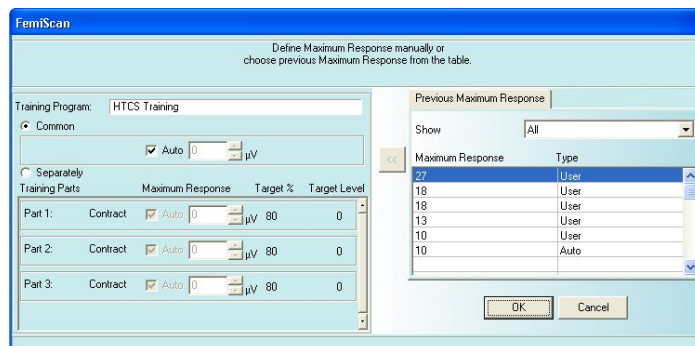 FemiScan
Define Maximum Response manually or
choose previous Maximum Response from the table.
Training Program: HTCS Training
Common
Auto 0 µV
Separately
Training Parts Maximum Response Target % Target Level
Part 1: Contract Auto 0 µV 80 0
Part 2: Contract Auto 0 µV 80 0
Part 3: Contract Auto 0 µV 80 0
<<
Previous Maximum Response
Show All
Maximum Response Type
27 User
18 User
18 User
13 User
10 User
10 Auto
OK Cancel